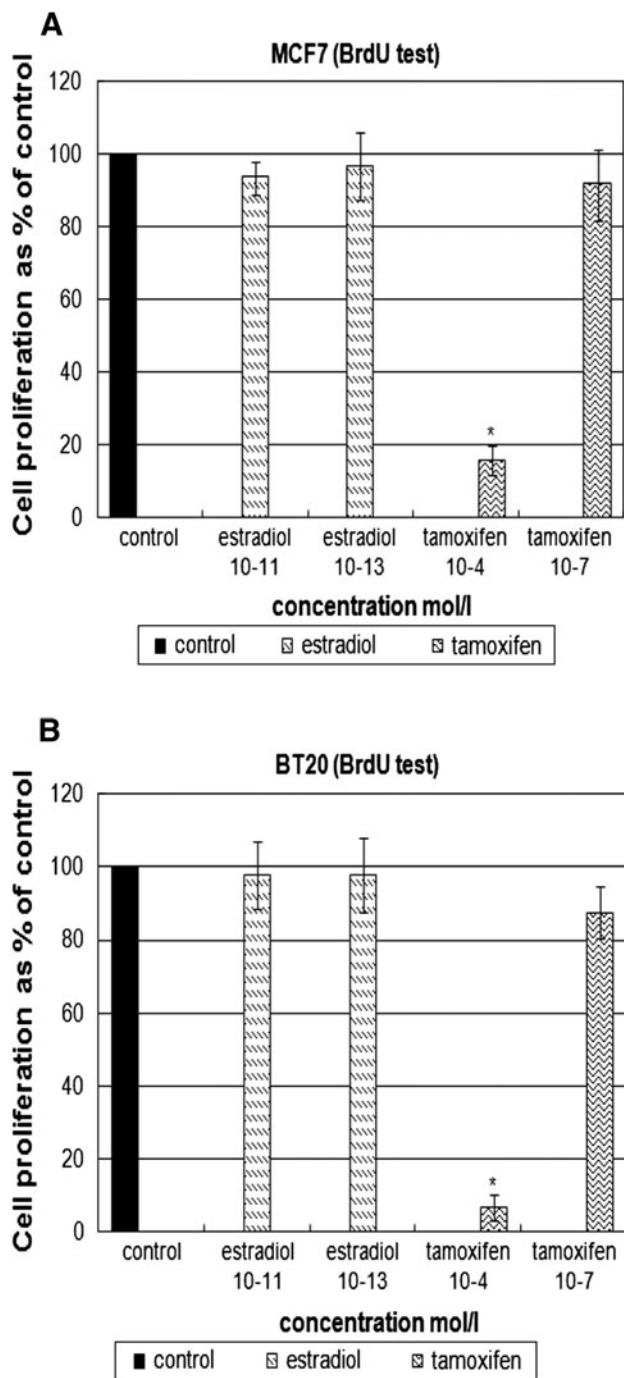 A
MCF7 (BrdU test)
Cell proliferation as % of control
120
100
80
60
40
20
0
*
control estradiol estradiol tamoxifen tamoxifen
10-11 10-13 10-4 10-7
concentration mol/l
control estradiol tamoxifen
B
BT20 (BrdU test)
Cell proliferation as % of control
120
100
80
60
40
20
0
*
control estradiol estradiol tamoxifen tamoxifen
10-11 10-13 10-4 10-7
concentration mol/l
control estradiol tamoxifen